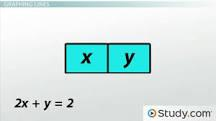 GRAPHING LINES
x y
2x + y = 2
Study.com